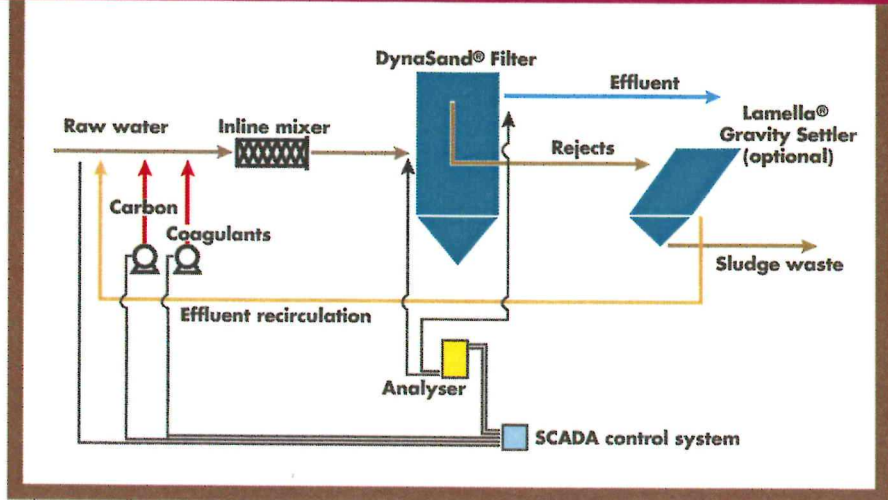 DynaSand® Filter
Effluent
Lamella®
Gravity Settler
(optional)
Raw water
Inline mixer
Rejects
Carbon
Coagulants
Sludge waste
Effluent recirculation
Analyser
SCADA control system